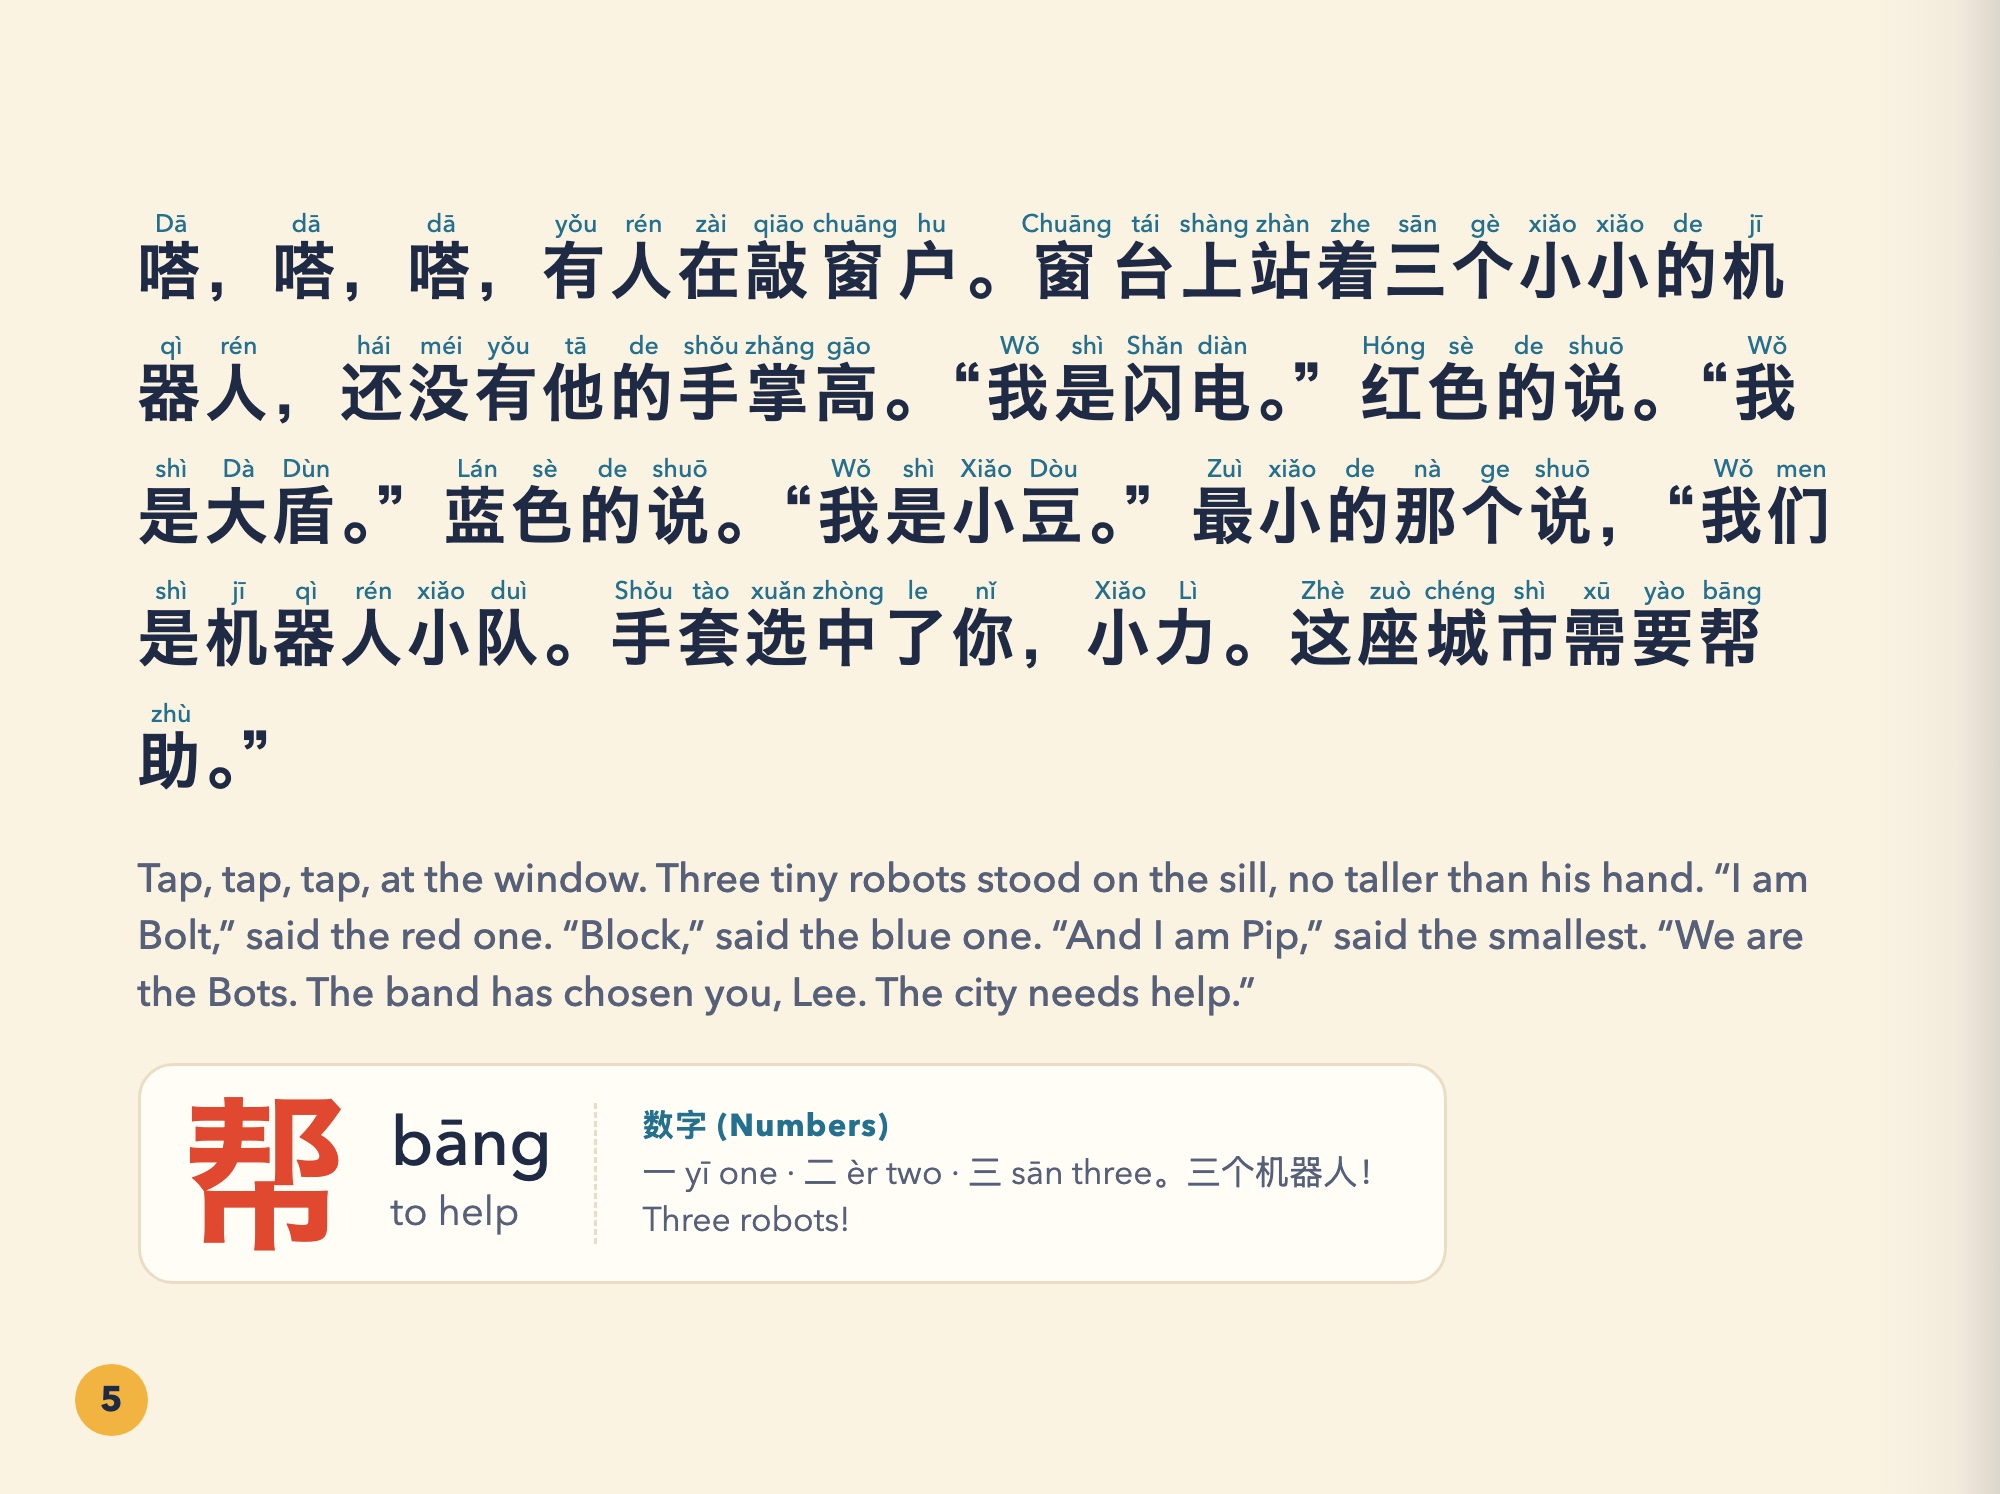 Dā dā dā yǒu rén zài qiāo chuāng hu Chuāng tái shàng zhàn zhe sān gè xiǎo xiǎo de jī
嗒，嗒，嗒，有人在敲窗户。窗台上站着三个小小的机
qì rén hái méi yǒu tā de shǒu zhǎng gāo Wǒ shì Shǎn diàn Hóng sè de shuō Wǒ
器人，还没有他的手掌高。“我是闪电。”红色的说。“我
shì Dà Dùn Lán sè de shuō Wǒ shì Xiǎo Dòu Zuì xiǎo de nà ge shuō Wǒ men
是大盾。”蓝色的说。“我是小豆。”最小的那个说，“我们
shì jī qì rén xiǎo duì Shǒu tào xuǎn zhòng le nǐ Xiǎo Lì Zhè zuò chéng shì xū yào bāng
是机器人小队。手套选中了你，小力。这座城市需要帮
zhù
助。”
Tap, tap, tap, at the window. Three tiny robots stood on the sill, no taller than his hand. “I am
Bolt,” said the red one. “Block,” said the blue one. “And I am Pip,” said the smallest. “We are
the Bots. The band has chosen you, Lee. The city needs help.”
帮
bāng
to help
数字 (Numbers)
一 yī one · 二 èr two · 三 sān three。三个机器人！
Three robots!
5